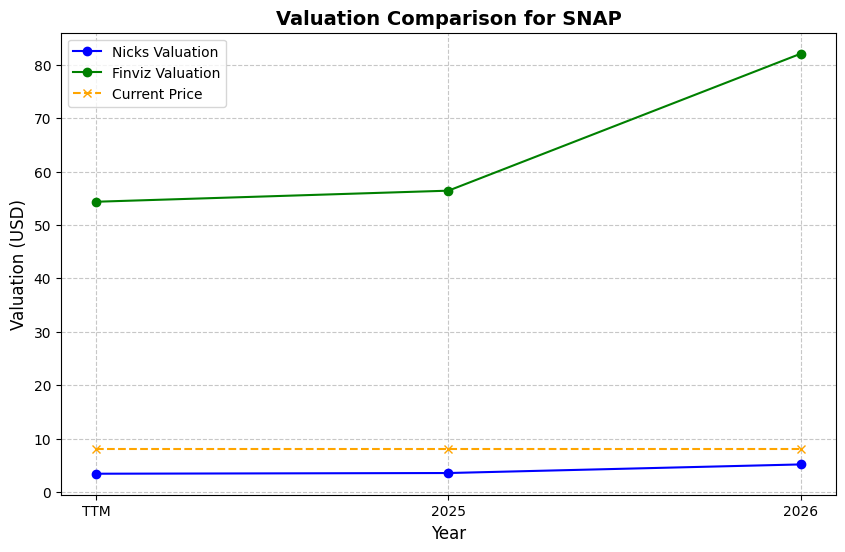 Valuation Comparison for SNAP
Nicks Valuation
Finviz Valuation
Current Price
Valuation (USD)
80
70
60
50
40
30
20
10
0
TTM 2025 2026
Year